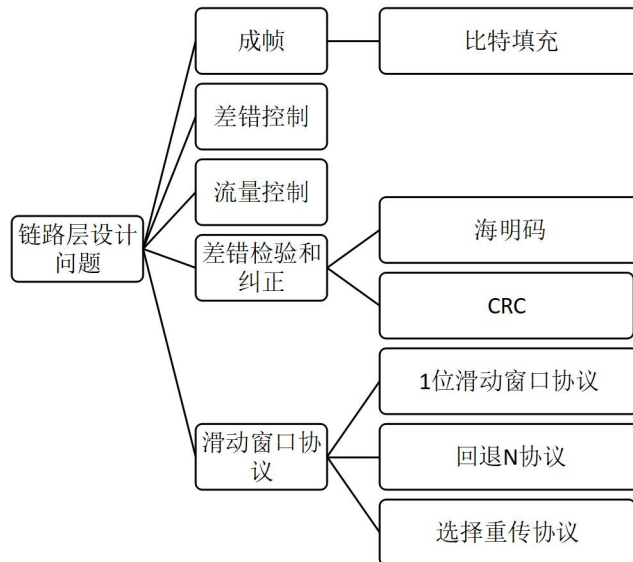 链路层设计
问题
成帧
比特填充
差错控制
流量控制
差错检验和
纠正
海明码
CRC
滑动窗口协
议
1位滑动窗口协议
回退N协议
选择重传协议